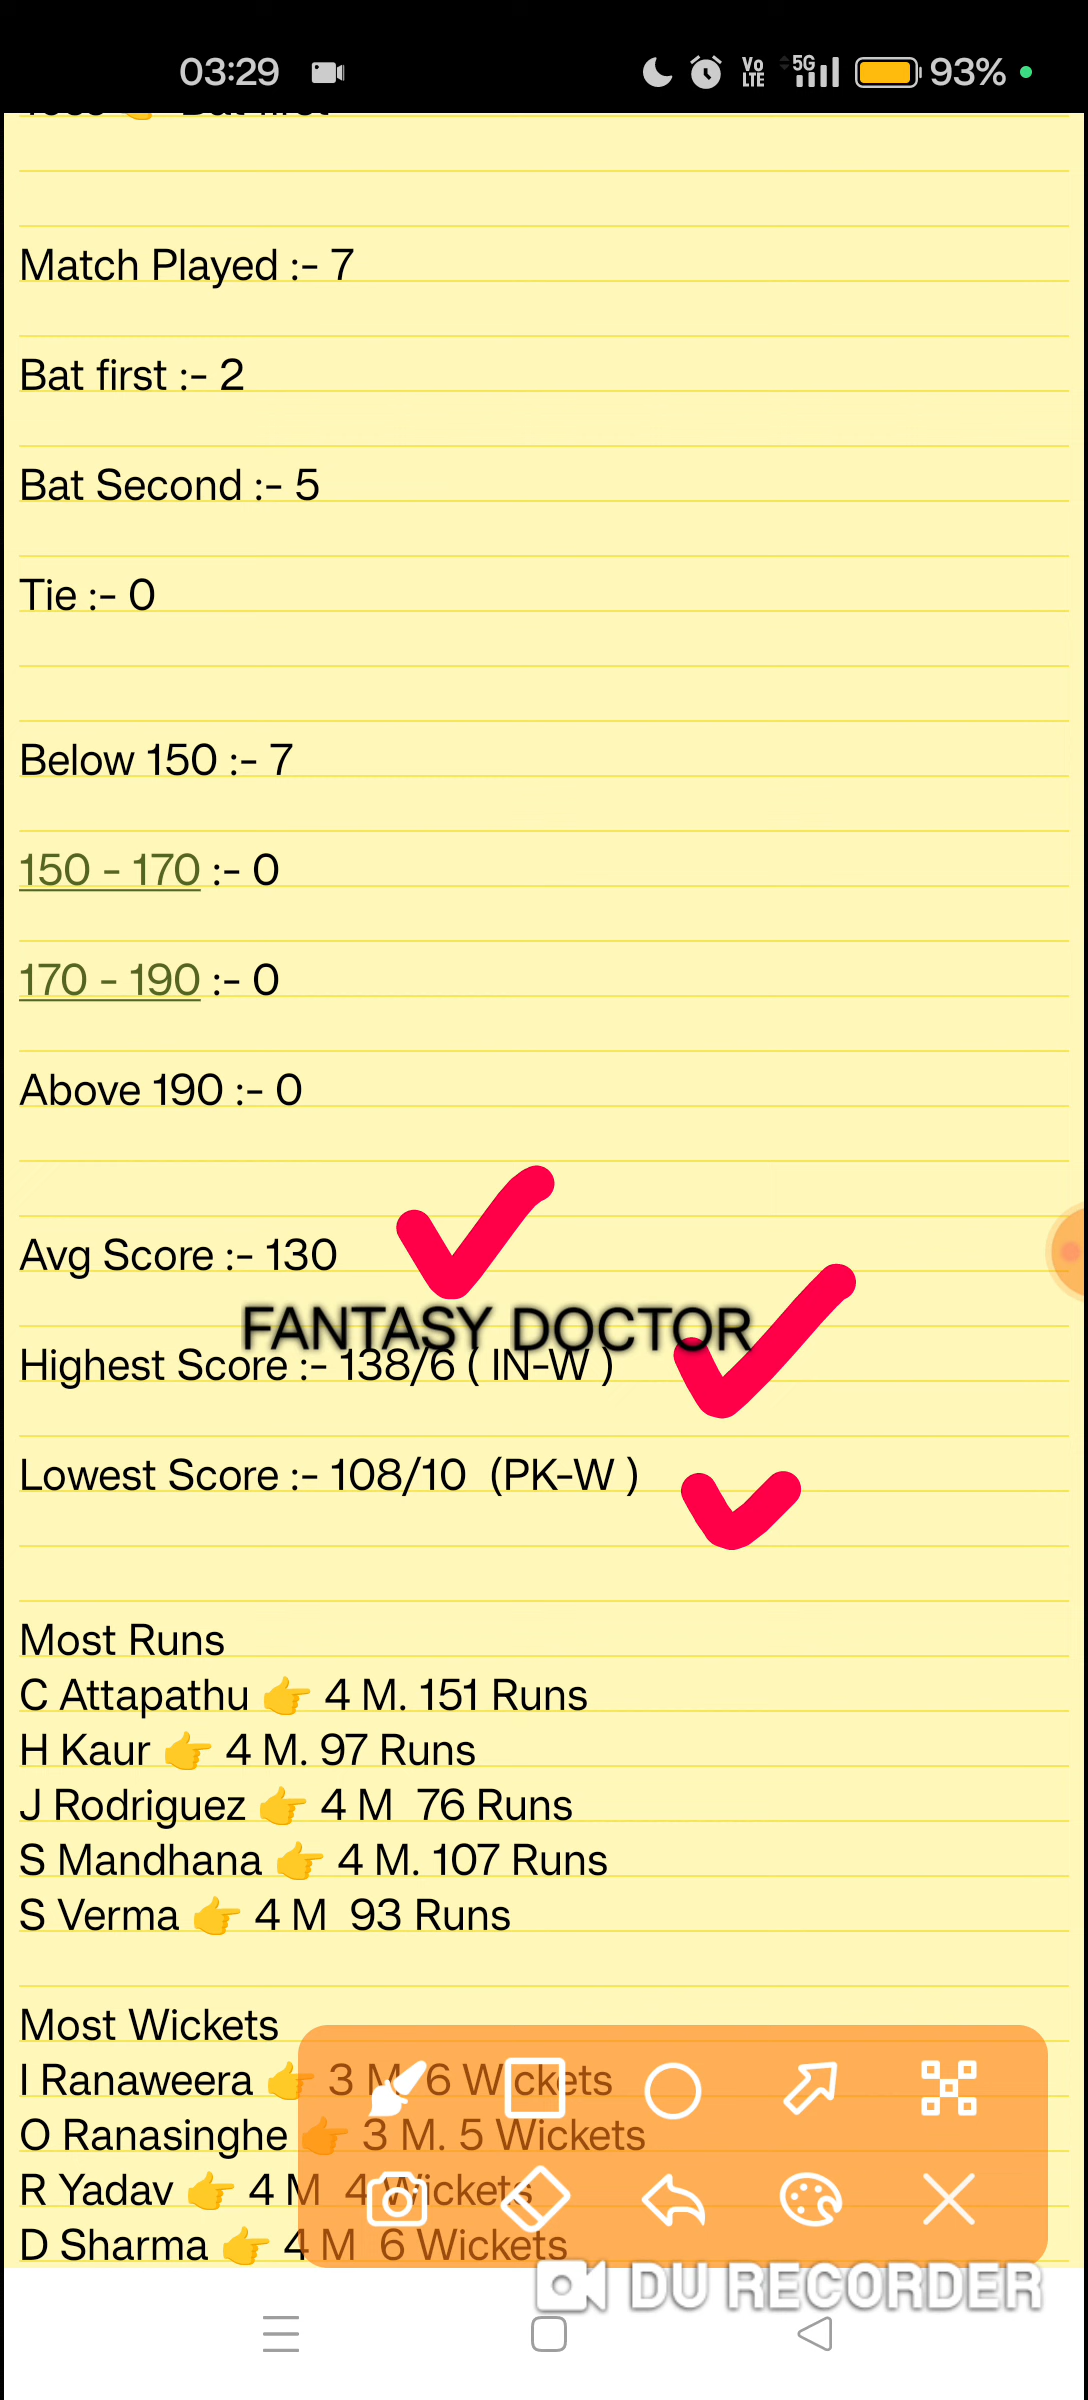 03:29
Vo LTE 5G 93%
Match Played :- 7
Bat first :- 2
Bat Second :- 5
Tie :- 0
Below 150 :- 7
150 - 170 :- 0
170 - 190 :- 0
Above 190 :- 0
Avg Score :- 130
FANTASY DOCTOR
Highest Score :- 138/6 ( IN-W )
Lowest Score :- 108/10 (PK-W )
Most Runs
C Attapathu 👉 4 M. 151 Runs
H Kaur 👉 4 M. 97 Runs
J Rodriguez 👉 4 M 76 Runs
S Mandhana 👉 4 M. 107 Runs
S Verma 👉 4 M 93 Runs
Most Wickets
I Ranaweera 👉 3 M 6 Wickets
O Ranasinghe 👉 3 M. 5 Wickets
R Yadav 👉 4 M 4 Wickets
D Sharma 👉 4 M 6 Wickets
DU RECORDER